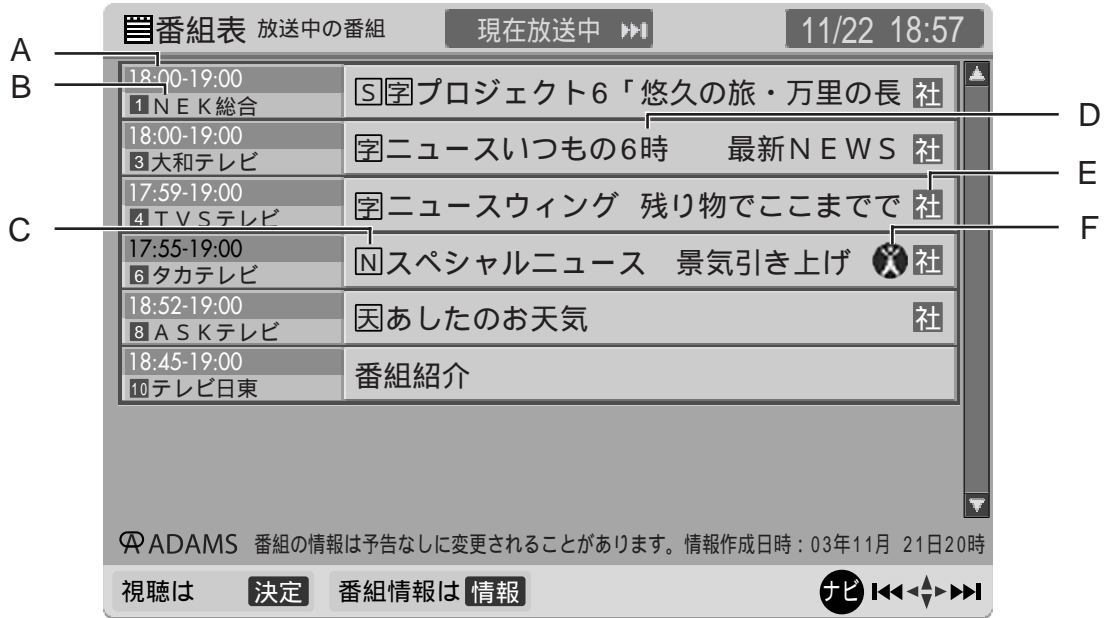 番組表 放送中の番組 現在放送中 11/22 18:57
A
18:00-19:00
B
1 NEK総合
S字プロジェクト6「悠久の旅・万里の長 社
18:00-19:00
3 大和テレビ
字ニュースいつもの6時 最新NEWS 社
D
17:59-19:00
4 TVSテレビ
字ニュースウィング 残り物でここまでで 社
E
C
17:55-19:00
6 タカテレビ
Nスペシャルニュース 景気引き上げ 社
F
18:52-19:00
8 ASKテレビ
天あしたのお天気 社
18:45-19:00
10 テレビ日東
番組紹介
ADAMS 番組の情報は予告なしに変更されることがあります。情報作成日時:03年11月 21日20時
視聴は 決定 番組情報は 情報 ナビ